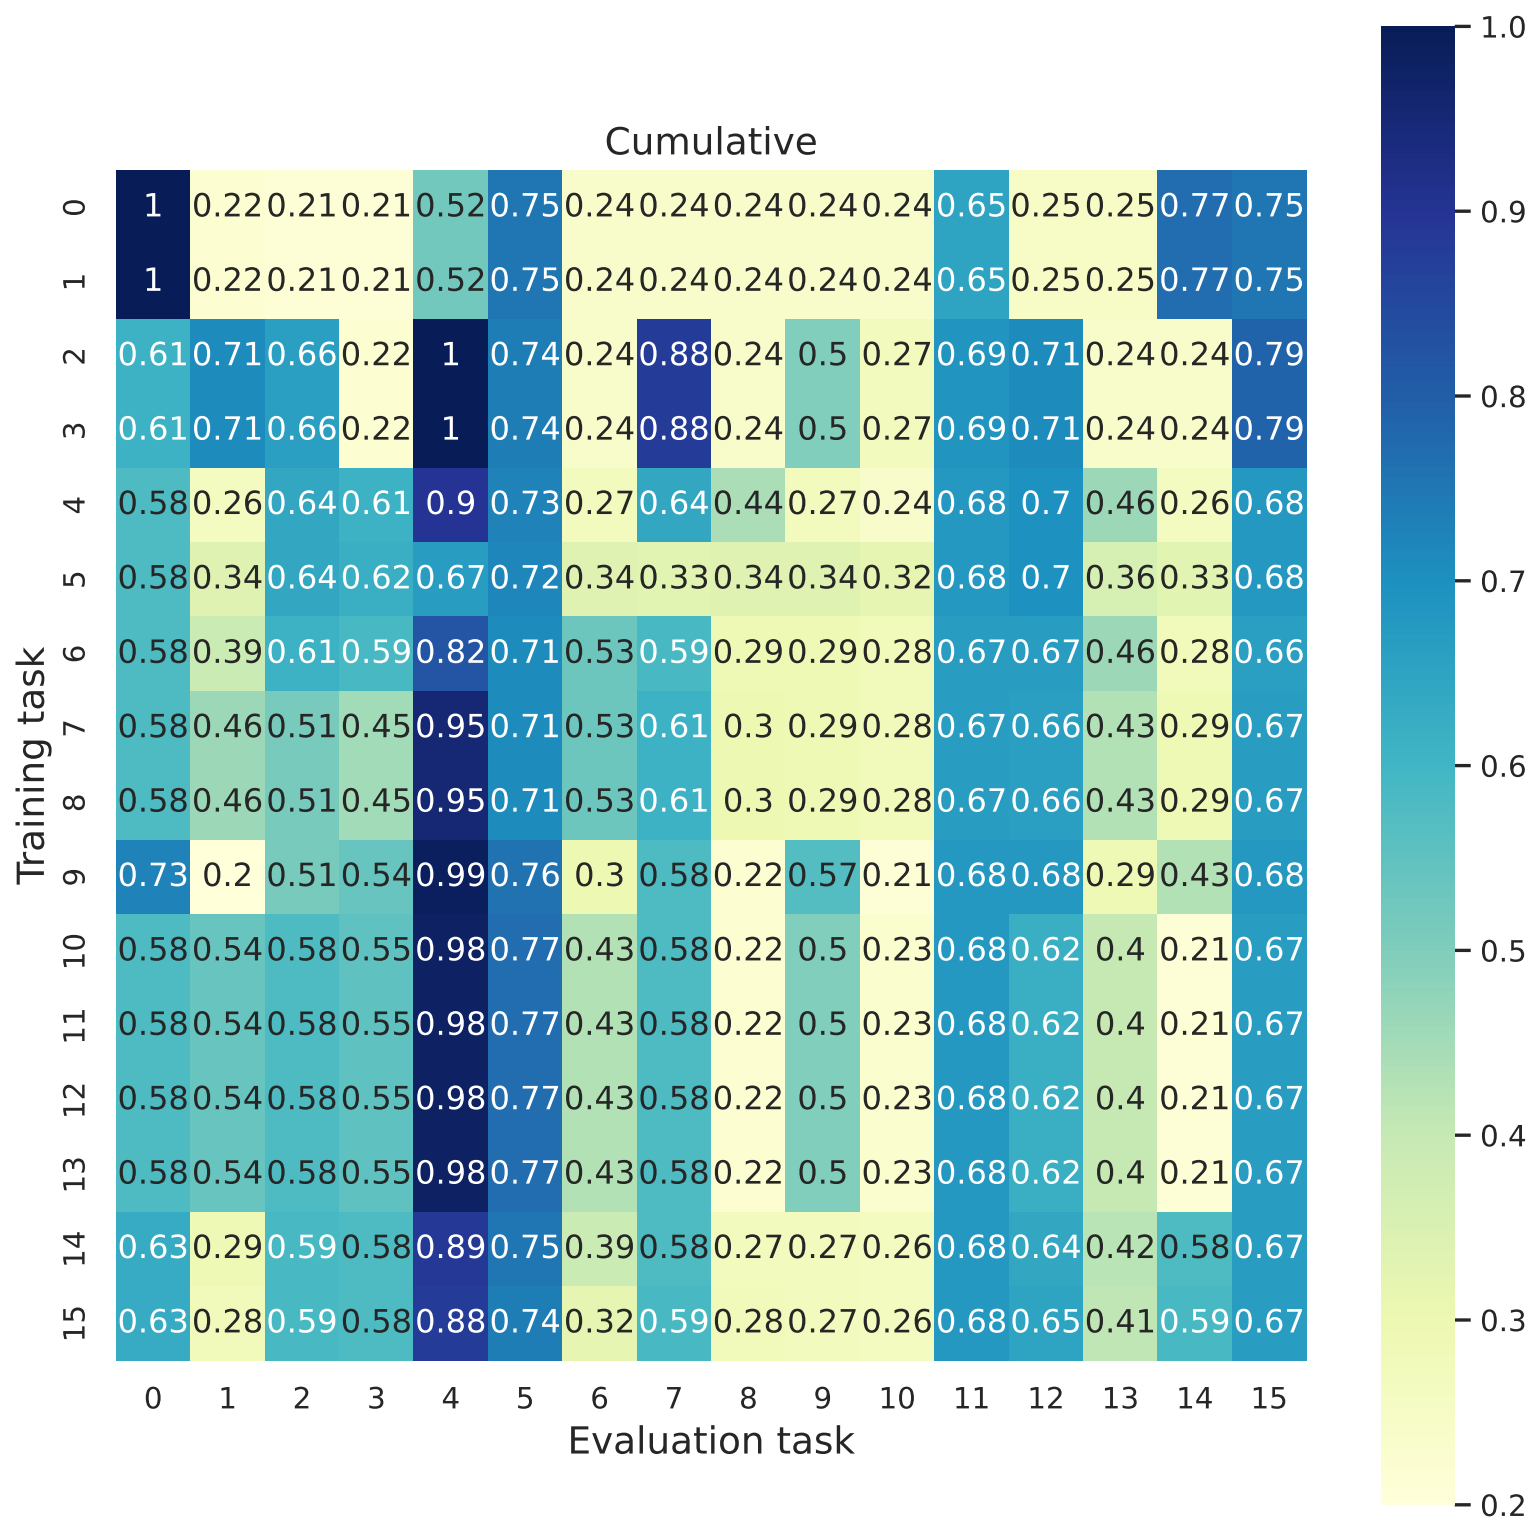 Cumulative
0 1 0.22 0.21 0.21 0.52 0.75 0.24 0.24 0.24 0.24 0.24 0.65 0.25 0.25 0.77 0.75
1 1 0.22 0.21 0.21 0.52 0.75 0.24 0.24 0.24 0.24 0.24 0.65 0.25 0.25 0.77 0.75
2 0.61 0.71 0.66 0.22 1 0.74 0.24 0.88 0.24 0.5 0.27 0.69 0.71 0.24 0.24 0.79
3 0.61 0.71 0.66 0.22 1 0.74 0.24 0.88 0.24 0.5 0.27 0.69 0.71 0.24 0.24 0.79
4 0.58 0.26 0.64 0.61 0.9 0.73 0.27 0.64 0.44 0.27 0.24 0.68 0.7 0.46 0.26 0.68
5 0.58 0.34 0.64 0.62 0.67 0.72 0.34 0.33 0.34 0.34 0.32 0.68 0.7 0.36 0.33 0.68
6 0.58 0.39 0.61 0.59 0.82 0.71 0.53 0.59 0.29 0.29 0.28 0.67 0.67 0.46 0.28 0.66
7 0.58 0.46 0.51 0.45 0.95 0.71 0.53 0.61 0.3 0.29 0.28 0.67 0.66 0.43 0.29 0.67
8 0.58 0.46 0.51 0.45 0.95 0.71 0.53 0.61 0.3 0.29 0.28 0.67 0.66 0.43 0.29 0.67
9 0.73 0.2 0.51 0.54 0.99 0.76 0.3 0.58 0.22 0.57 0.21 0.68 0.68 0.29 0.43 0.68
10 0.58 0.54 0.58 0.55 0.98 0.77 0.43 0.58 0.22 0.5 0.23 0.68 0.62 0.4 0.21 0.67
11 0.58 0.54 0.58 0.55 0.98 0.77 0.43 0.58 0.22 0.5 0.23 0.68 0.62 0.4 0.21 0.67
12 0.58 0.54 0.58 0.55 0.98 0.77 0.43 0.58 0.22 0.5 0.23 0.68 0.62 0.4 0.21 0.67
13 0.58 0.54 0.58 0.55 0.98 0.77 0.43 0.58 0.22 0.5 0.23 0.68 0.62 0.4 0.21 0.67
14 0.63 0.29 0.59 0.58 0.89 0.75 0.39 0.58 0.27 0.27 0.26 0.68 0.64 0.42 0.58 0.67
15 0.63 0.28 0.59 0.58 0.88 0.74 0.32 0.59 0.28 0.27 0.26 0.68 0.65 0.41 0.59 0.67
0 1 2 3 4 5 6 7 8 9 10 11 12 13 14 15
Evaluation task
Training task
1.0
0.9
0.8
0.7
0.6
0.5
0.4
0.3
0.2